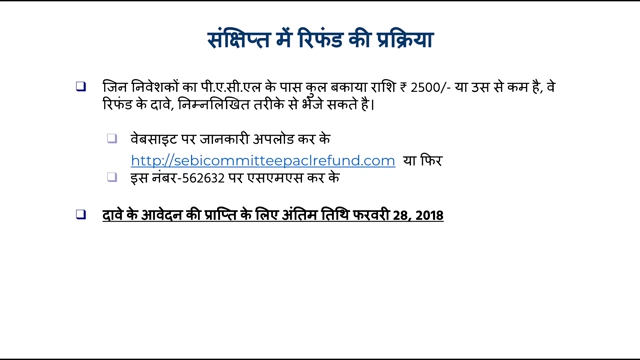 संक्षिप्त में रिफंड की प्रक्रिया
जिन निवेशकों का पी.ए.सी.एल के पास कुल बकाया राशि ₹ 2500/- या उस से कम है, वे
रिफंड के दावे, निम्नलिखित तरीके से भेज सकते है।
वेबसाइट पर जानकारी अपलोड कर के
http://sebicommitteepaclrefund.com या फिर
इस नंबर-562632 पर एसएमएस कर के
दावे के आवेदन की प्राप्ति के लिए अंतिम तिथि फरवरी 28, 2018